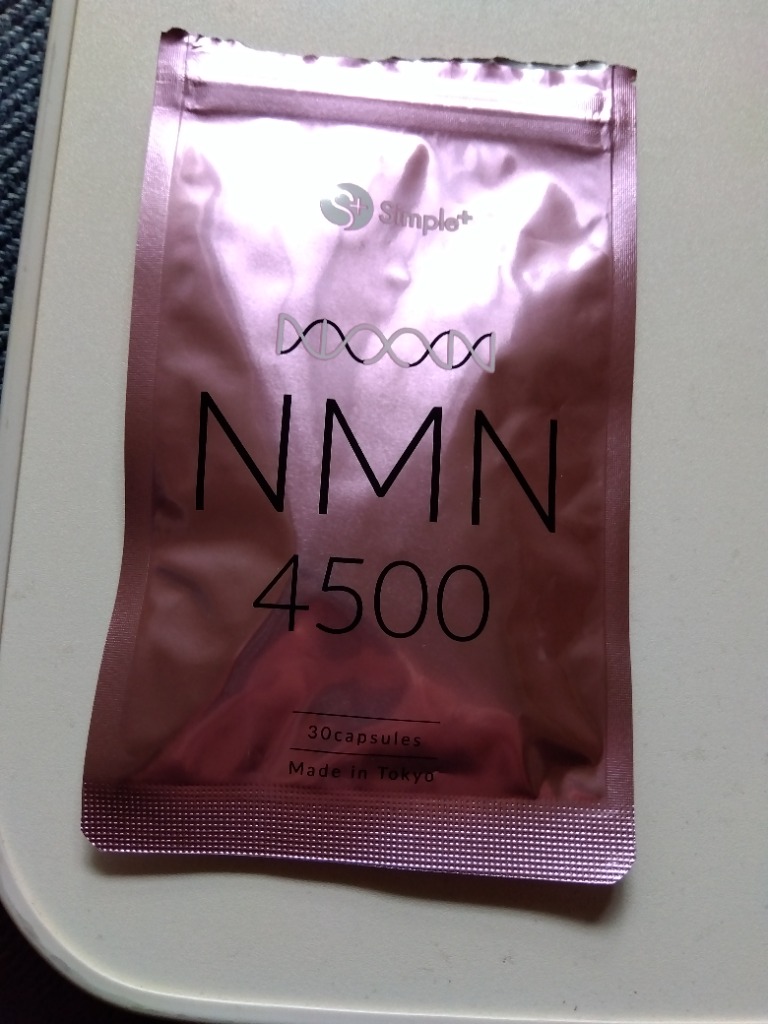 Simple+
NMN
4500
30capsules
Made in Tokyo